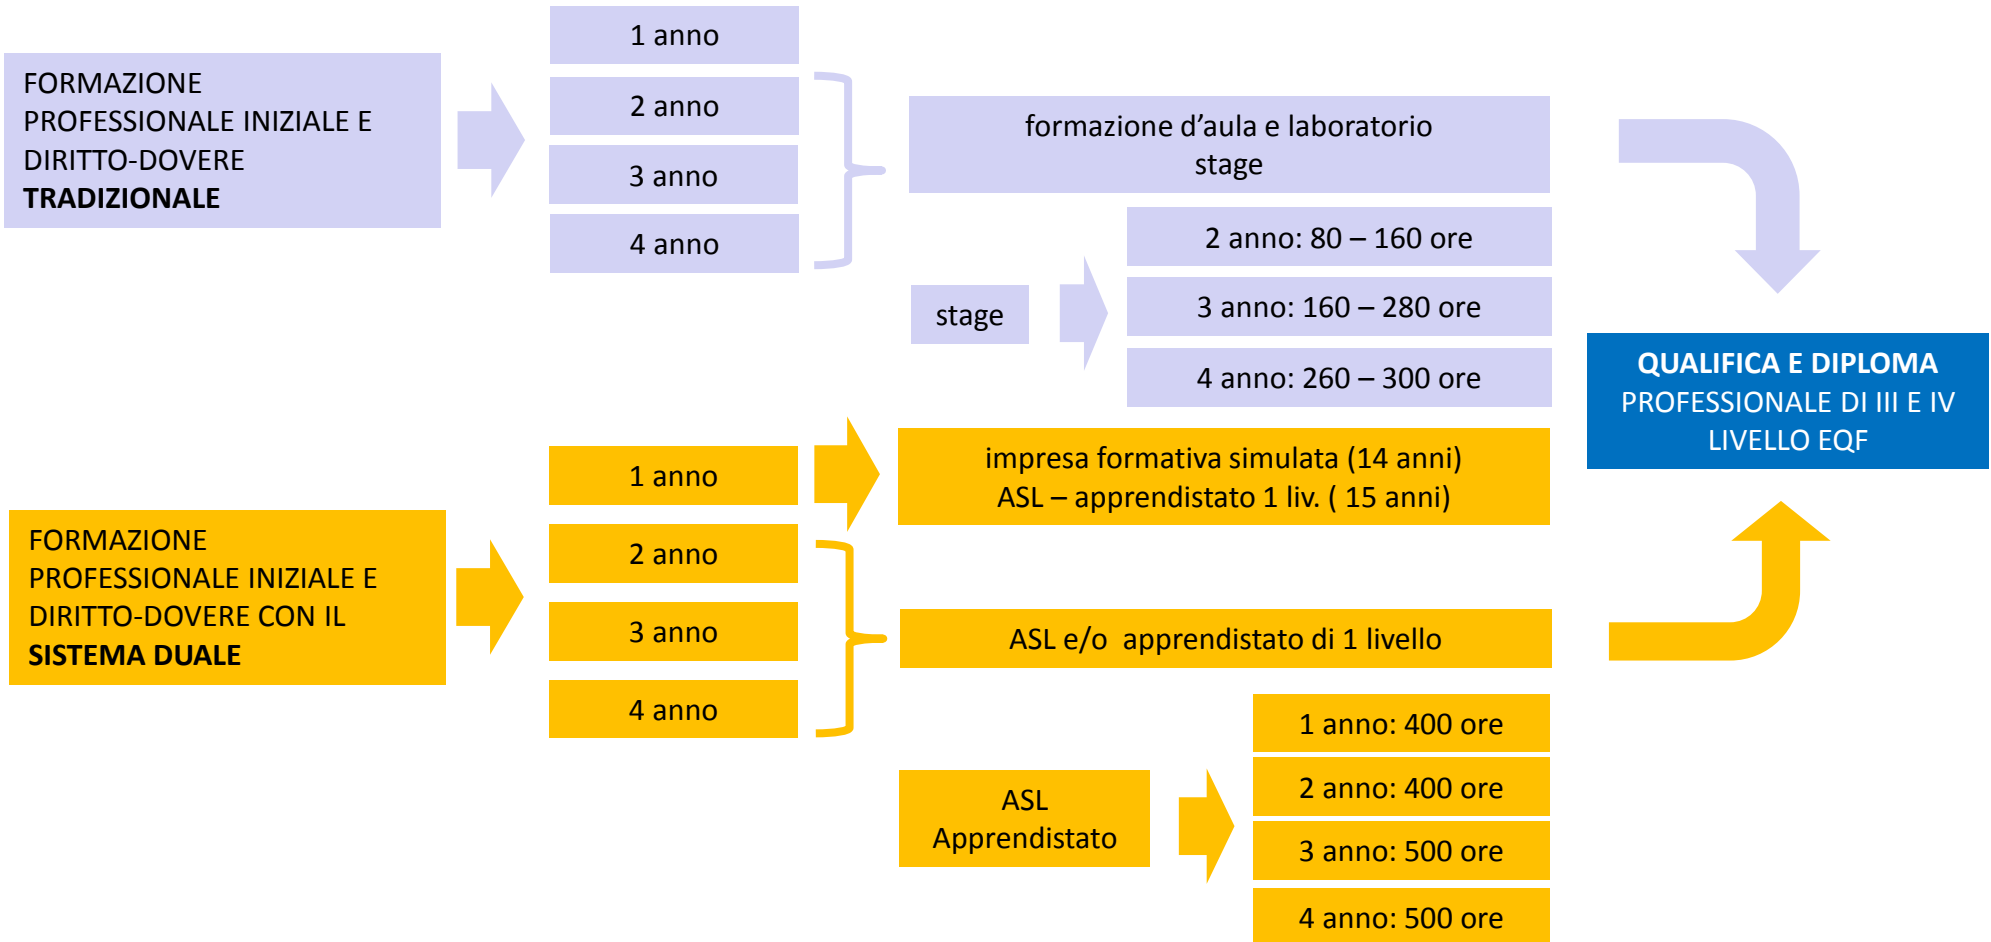 FORMAZIONE
PROFESSIONALE INIZIALE E
DIRITTO-DOVERE
TRADIZIONALE
1 anno
2 anno
3 anno
4 anno
formazione d’aula e laboratorio
stage
stage
2 anno: 80 – 160 ore
3 anno: 160 – 280 ore
4 anno: 260 – 300 ore
QUALIFICA E DIPLOMA
PROFESSIONALE DI III E IV
LIVELLO EQF
FORMAZIONE
PROFESSIONALE INIZIALE E
DIRITTO-DOVERE CON IL
SISTEMA DUALE
1 anno
2 anno
3 anno
4 anno
impresa formativa simulata (14 anni)
ASL – apprendistato 1 liv. ( 15 anni)
ASL e/o  apprendistato di 1 livello
ASL
Apprendistato
1 anno: 400 ore
2 anno: 400 ore
3 anno: 500 ore
4 anno: 500 ore